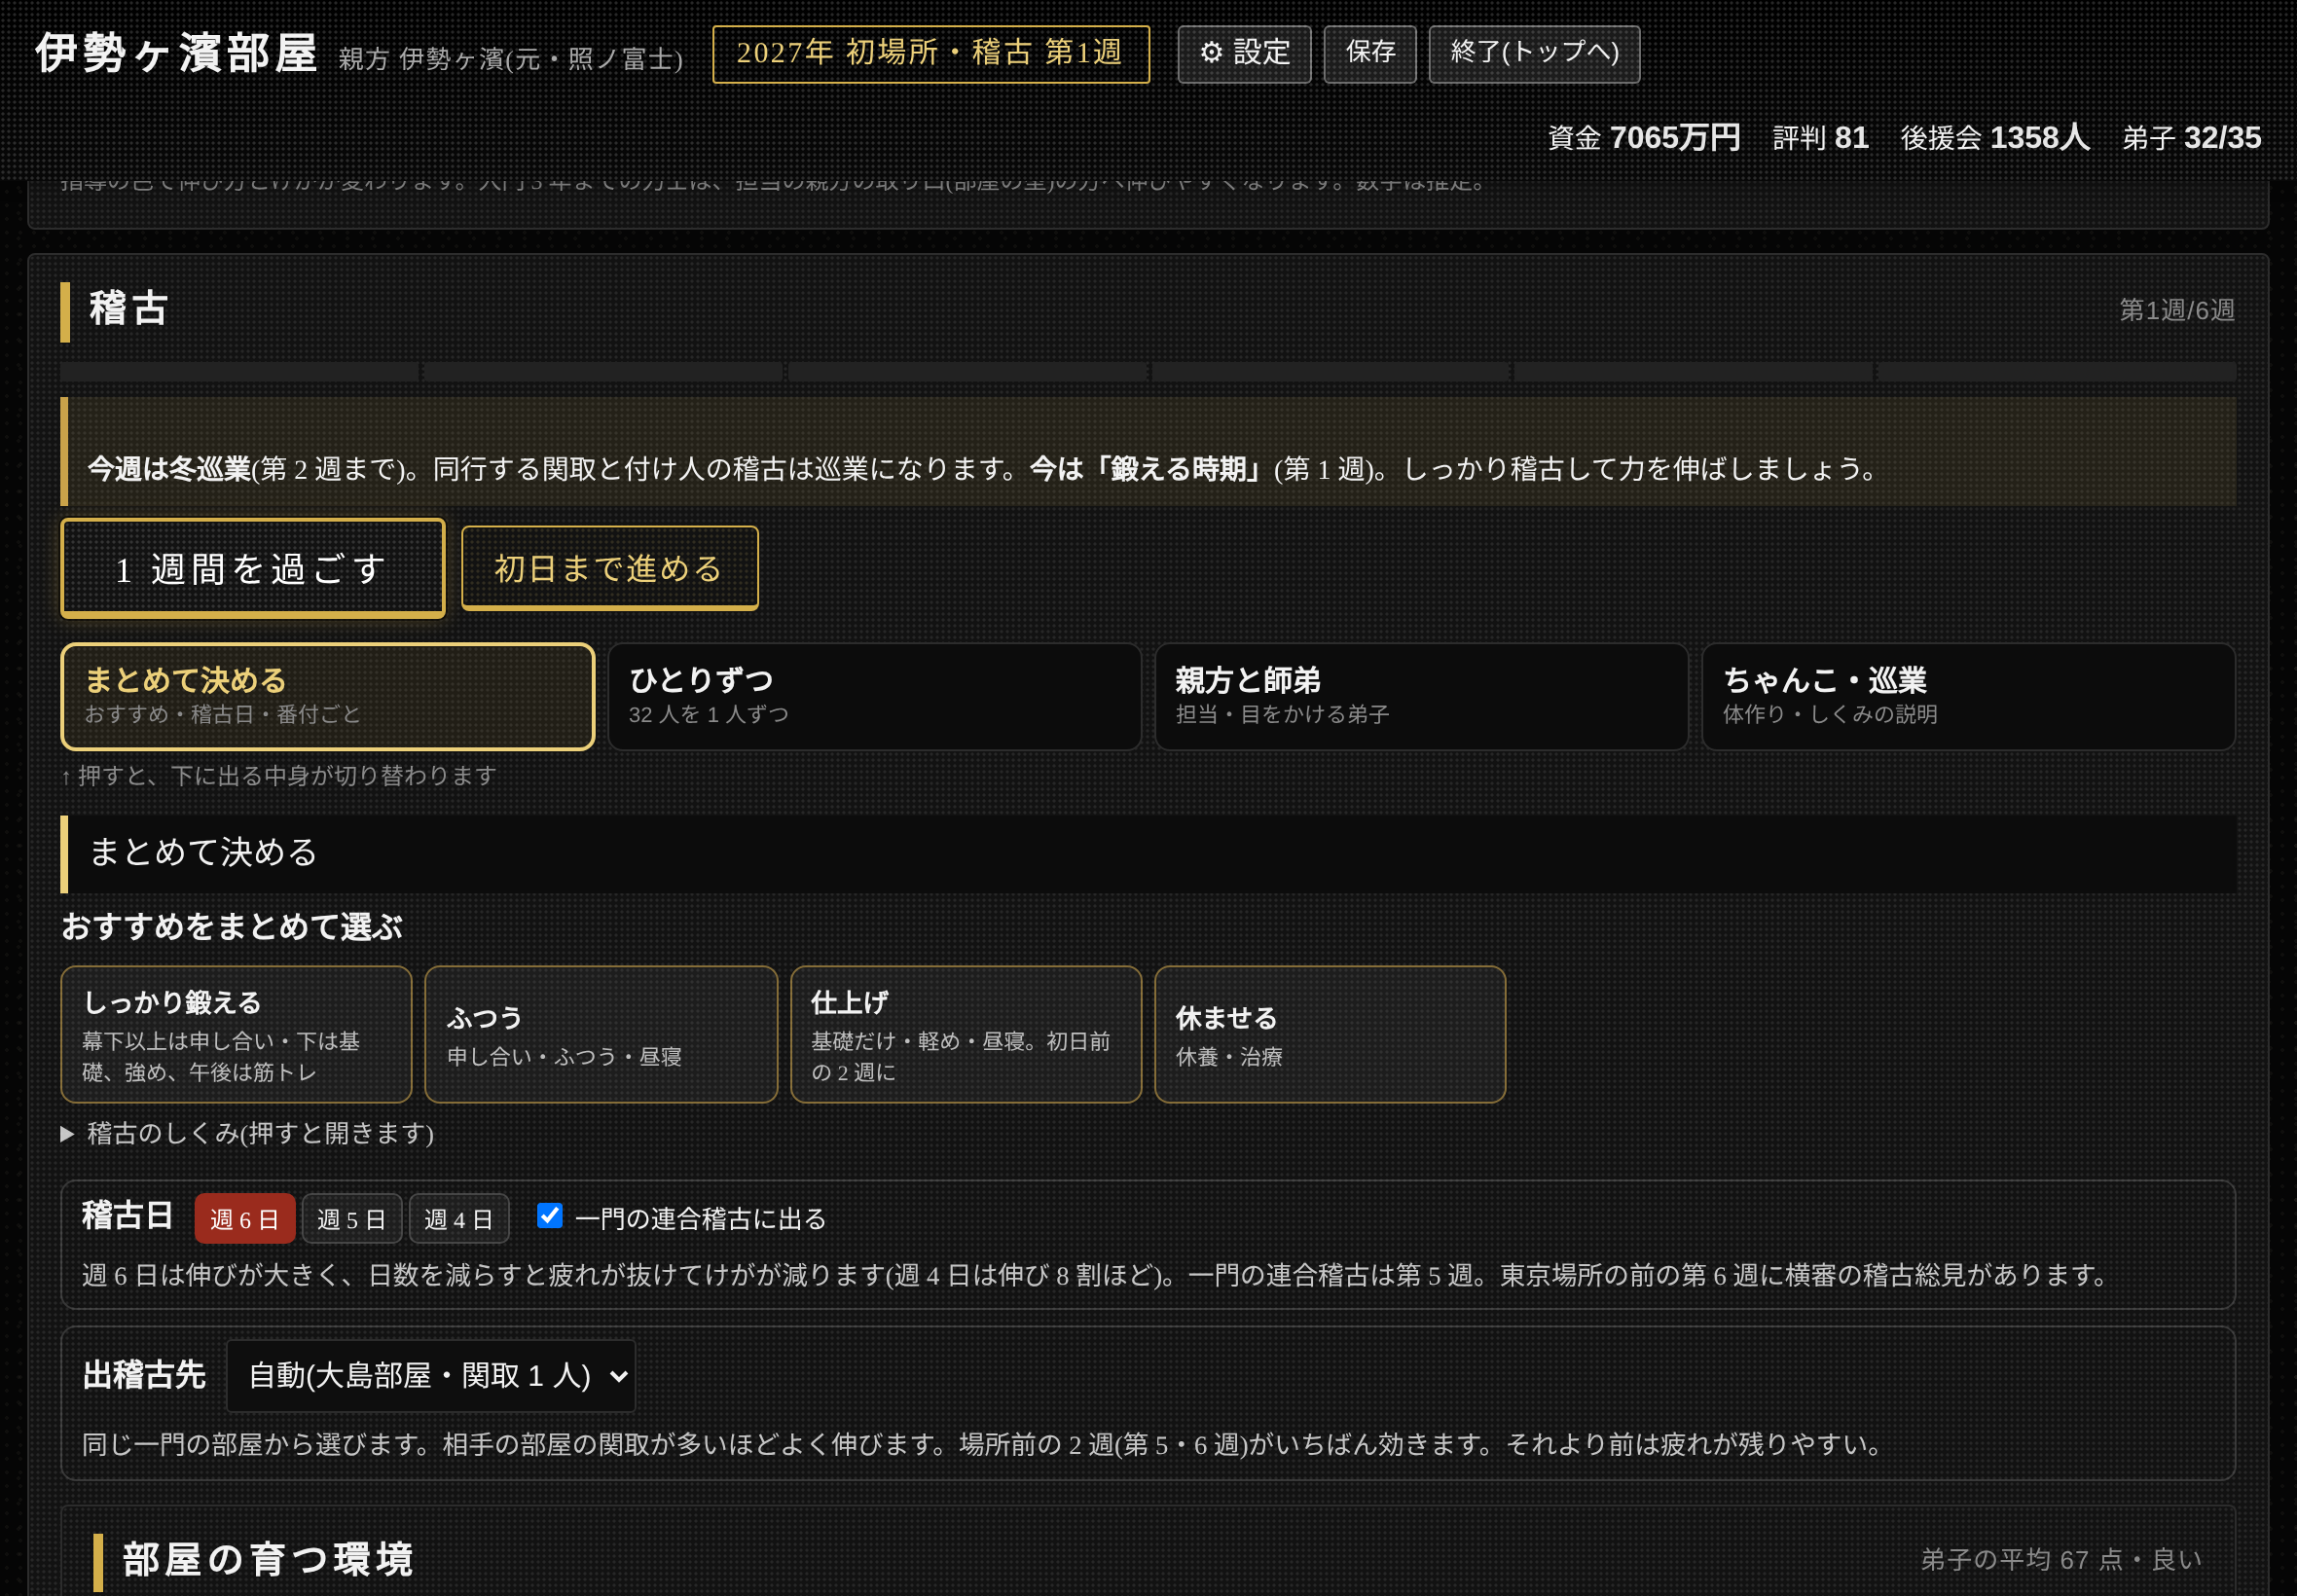 伊勢ヶ濱部屋 親方 伊勢ヶ濱(元・照ノ富士) 2027年 初場所・稽古 第1週 ⚙ 設定 保存 終了(トップへ)
資金 7065万円 評判 81 後援会 1358人 弟子 32/35
稽古 第1週/6週
今週は冬巡業(第 2 週まで)。同行する関取と付け人の稽古は巡業になります。今は「鍛える時期」(第 1 週)。しっかり稽古して力を伸ばしましょう。
1 週間を過ごす 初日まで進める
まとめて決める
おすすめ・稽古日・番付ごと
ひとりずつ
32 人を 1 人ずつ
親方と師弟
担当・目をかける弟子
ちゃんこ・巡業
体作り・しくみの説明
↑ 押すと、下に出る中身が切り替わります
まとめて決める
おすすめをまとめて選ぶ
しっかり鍛える
幕下以上は申し合い・下は基
礎、強め、午後は筋トレ
ふつう
申し合い・ふつう・昼寝
仕上げ
基礎だけ・軽め・昼寝。初日前
の 2 週に
休ませる
休養・治療
▶ 稽古のしくみ(押すと開きます)
稽古日 週 6 日 週 5 日 週 4 日 一門の連合稽古に出る
週 6 日は伸びが大きく、日数を減らすと疲れが抜けてけがが減ります(週 4 日は伸び 8 割ほど)。一門の連合稽古は第 5 週。東京場所の前の第 6 週に横審の稽古総見があります。
出稽古先 自動(大島部屋・関取 1 人)
同じ一門の部屋から選びます。相手の部屋の関取が多いほどよく伸びます。場所前の 2 週(第 5・6 週)がいちばん効きます。それより前は疲れが残りやすい。
部屋の育つ環境 弟子の平均 67 点・良い